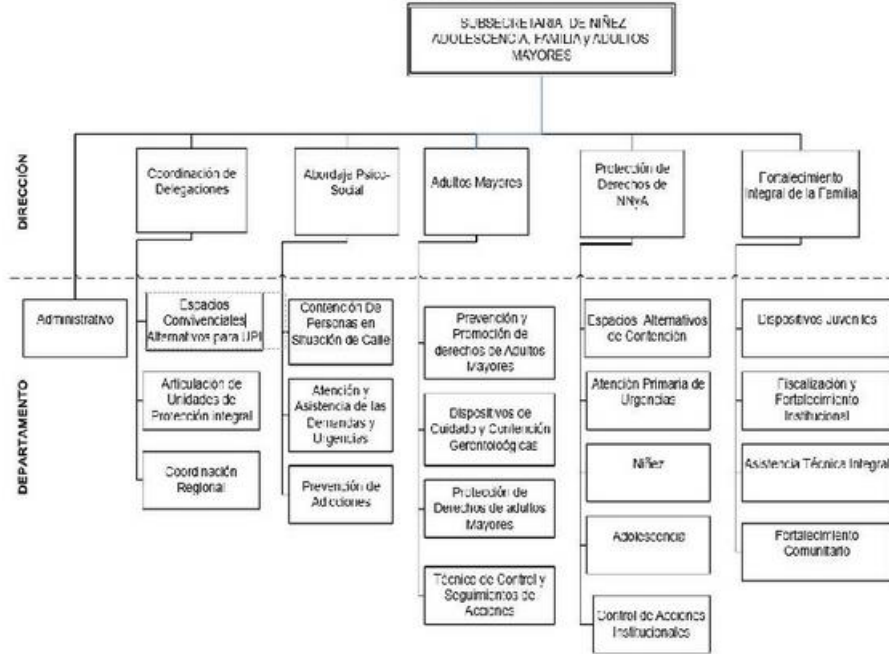 SUBSECRETARIA DE NIÑEZ
ADOLESCENCIA, FAMILIA y ADULTOS
MAYORES
DIRECCIÓN
Coordinación de
Delegaciones
Abordaje Psico-
Social
Adultos Mayores
Protección de
Derechos de
NNyA
Fortalecimiento
Integral de la Familia
DEPARTAMENTO
Administrativo
Espacios
Convivenciales
Alternativos para UPI
Articulación de
Unidades de
Protección integral
Coordinación
Regional
Contención De
Personas en
Situación de Calle
Atención y
Asistencia de las
Demandas y
Urgencias
Prevención de
Adicciones
Prevención y
Promoción de
derechos de Adultos
Mayores
Dispositivos de
Cuidado y Contención
Gerontoloógicas
Protección de
Derechos de adultos
Mayores
Técnico de Control y
Seguimientos de
Acciones
Espacios Alternativos
de Contención
Atención Primaria de
Urgencias
Niñez
Adolescencia
Control de Acciones
Institucionales
Dispositivos Juveniles
Fiscalización y
Fortalecimiento
Institucional
Asistencia Técnica Integral
Fortalecimiento
Comunitario